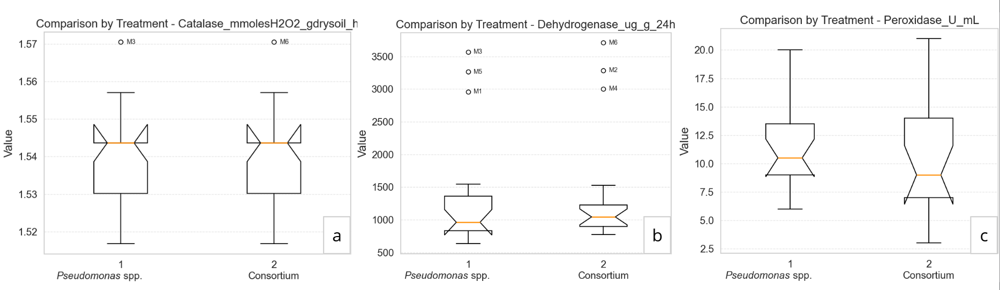 Comparison by Treatment - Catalase_mmolesH2O2_gdrysoil_h
Value
1.57
1.56
1.55
1.54
1.53
1.52
M3
M6
a
1
2
Pseudomonas spp.
Consortium
Comparison by Treatment - Dehydrogenase_ug_g_24h
Value
3500
3000
2500
2000
1500
1000
500
M3
M5
M1
M6
M2
M4
b
1
2
Pseudomonas spp.
Consortium
Comparison by Treatment - Peroxidase_U_mL
Value
20.0
17.5
15.0
12.5
10.0
7.5
5.0
2.5
c
1
2
Pseudomonas spp.
Consortium